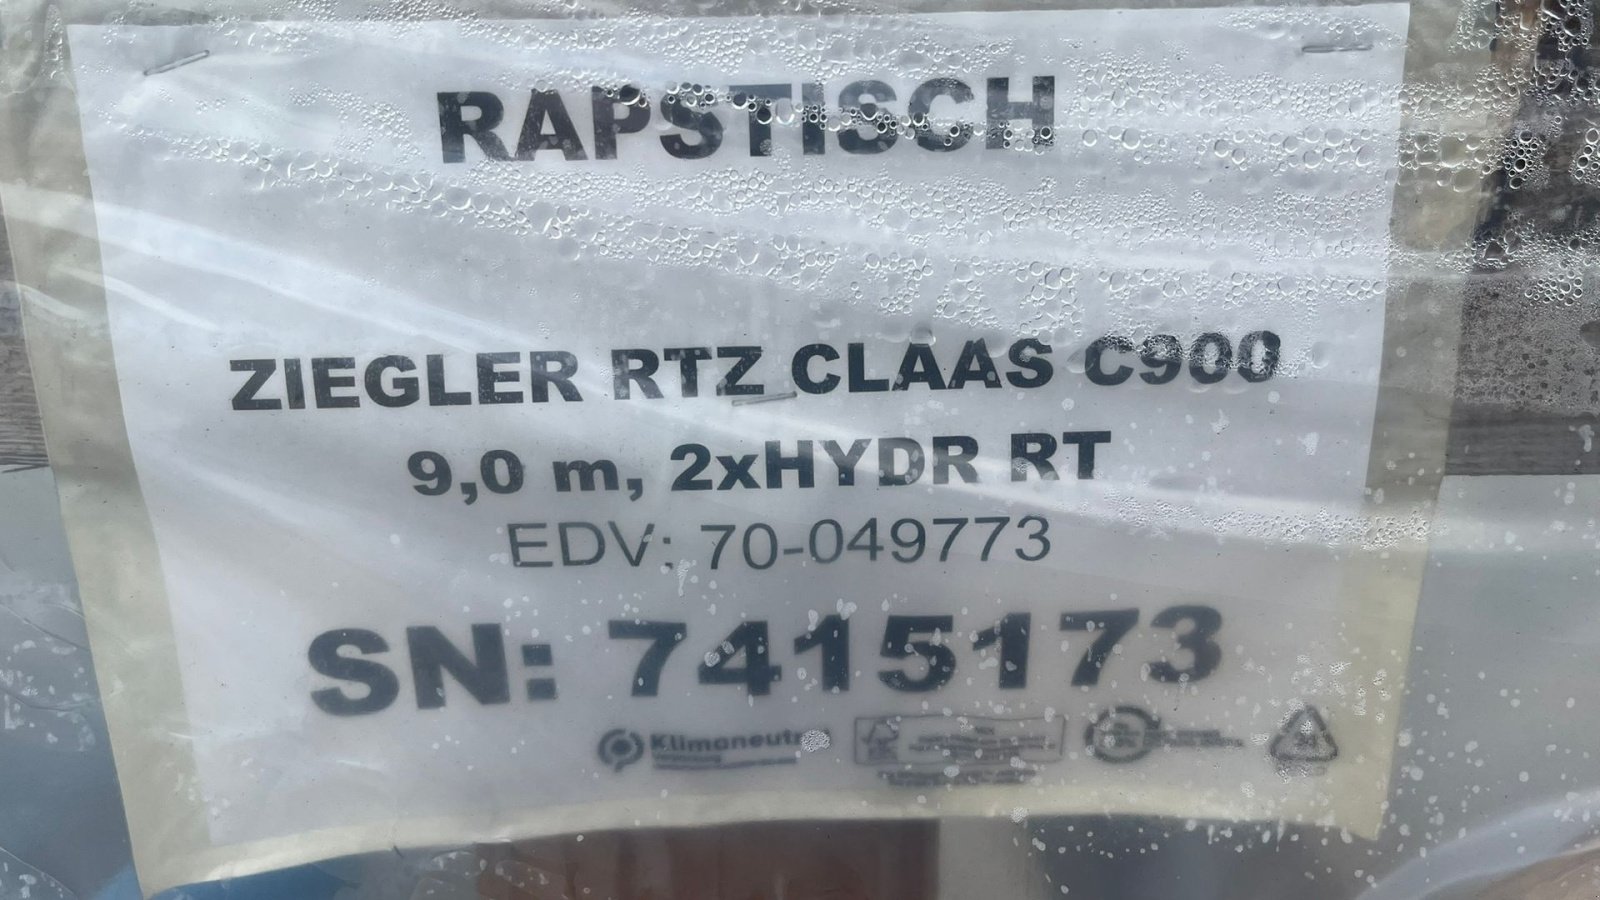 RAPSTISCH
ZIEGLER RTZ CLAAS C900
9,0 m, 2xHYDR RT
EDV: 70-049773
SN: 7415173